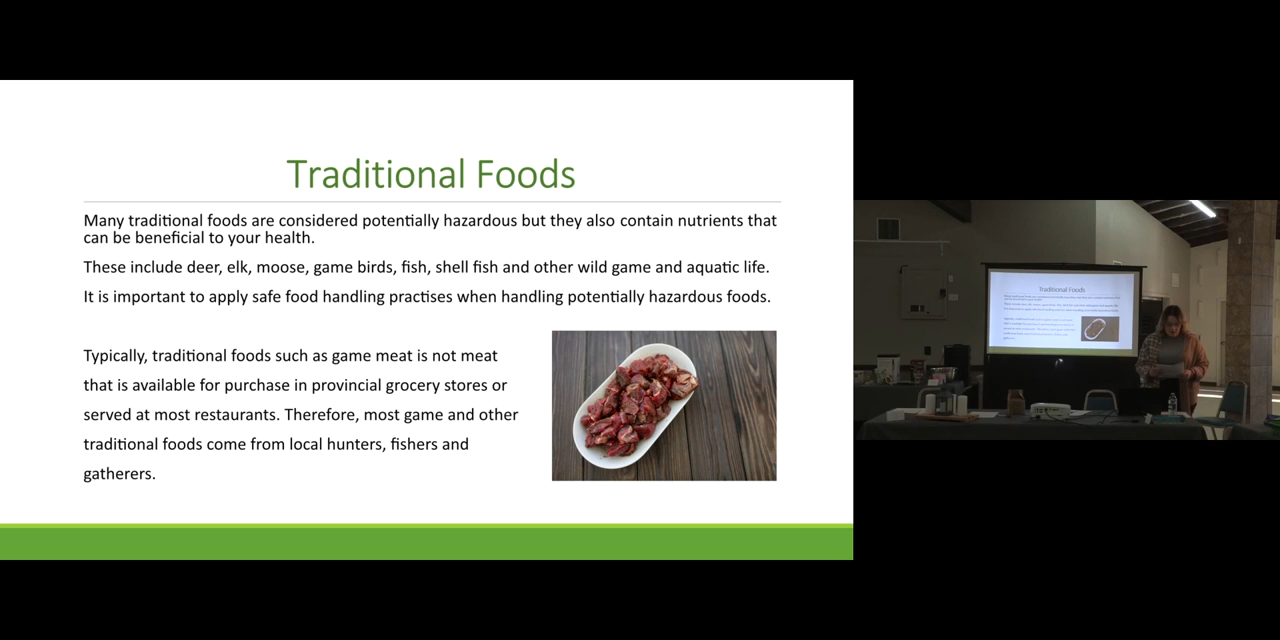 Traditional Foods
Many traditional foods are considered potentially hazardous but they also contain nutrients that
can be beneficial to your health.
These include deer, elk, moose, game birds, fish, shell fish and other wild game and aquatic life.
It is important to apply safe food handling practises when handling potentially hazardous foods.
Typically, traditional foods such as game meat is not meat
that is available for purchase in provincial grocery stores or
served at most restaurants. Therefore, most game and other
traditional foods come from local hunters, fishers and
gatherers.
Traditional Foods